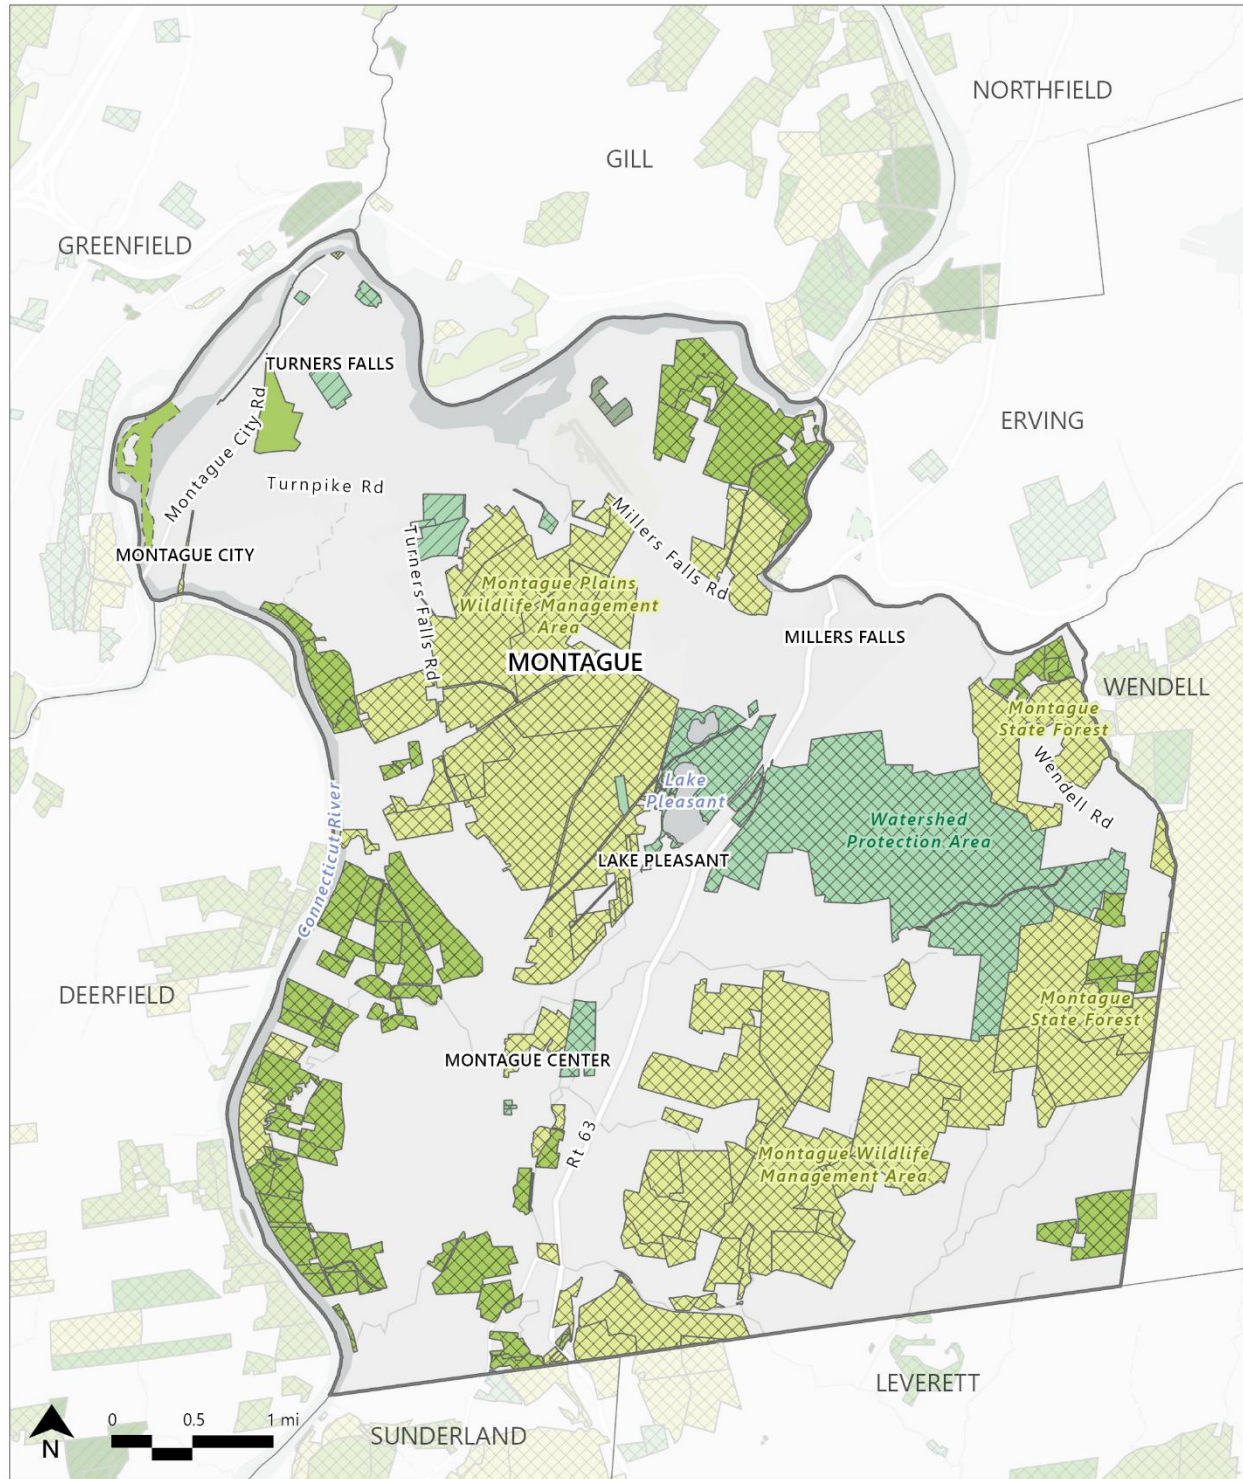 NORTHFIELD
GILL
GREENFIELD
TURNERS FALLS
ERVING
Montague City Rd
Turnpike Rd
MONTAGUE CITY
Turners Falls Rd
Millers Falls Rd
Montague Plains
Wildlife Management
Area
MILLERS FALLS
MONTAGUE
WENDELL
Montague
State Forest
Wendell Rd
Lake
Pleasant
Watershed
Protection Area
LAKE PLEASANT
Connecticut River
DEERFIELD
Montague
State Forest
MONTAGUE CENTER
Rt 63
Montague Wildlife
Management Area
LEVERETT
SUNDERLAND
N
0 0.5 1 mi